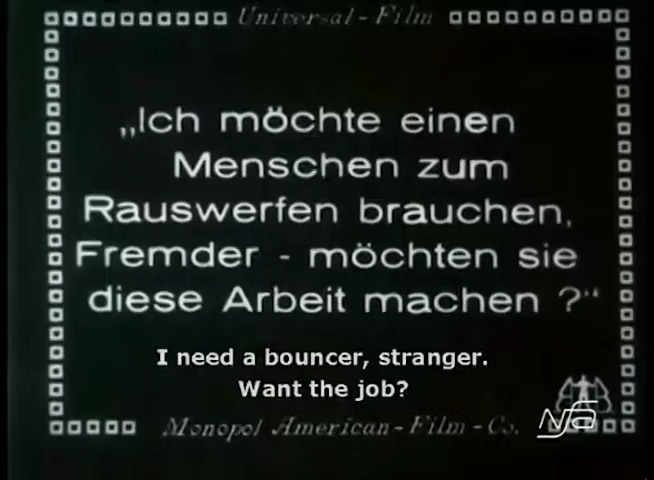 Universal-Film
„Ich möchte einen
Menschen zum
Rauswerfen brauchen,
Fremder - möchten sie
diese Arbeit machen ?“
I need a bouncer, stranger.
Want the job?
Monopol American-Film-Co.
nfa